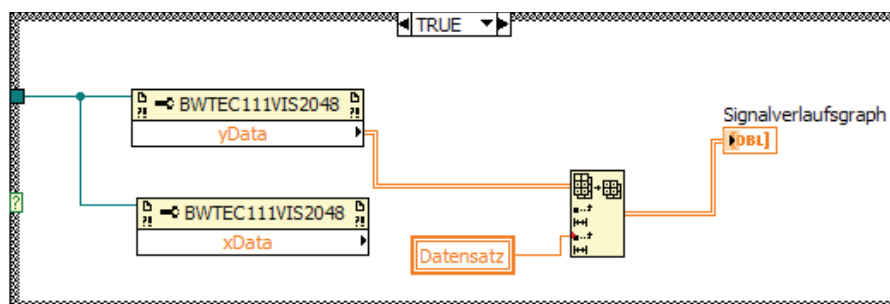 TRUE
BWTEC111VIS2048
yData
Signalverlaufsgraph
DBL
BWTEC111VIS2048
xData
Datensatz
?